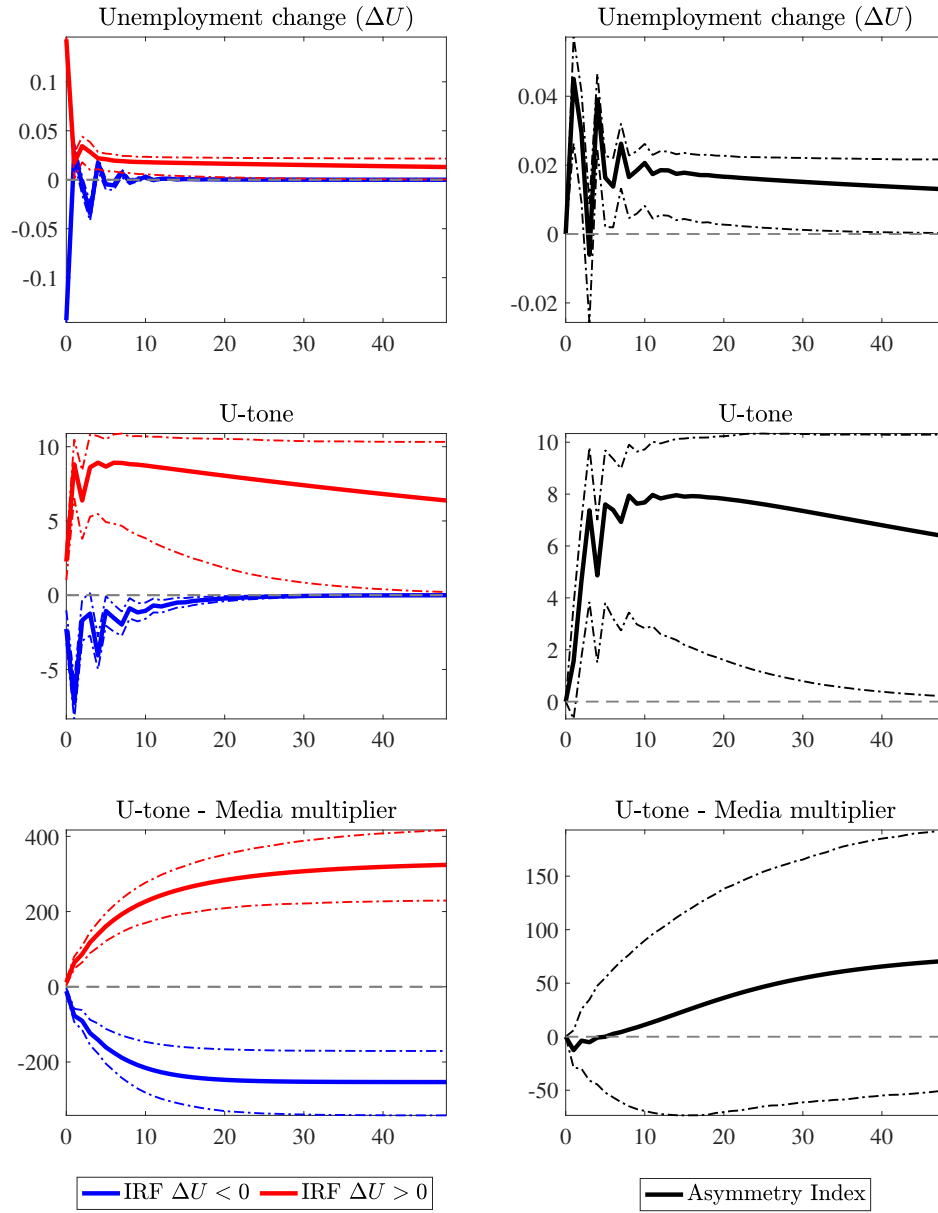 Unemployment change (ΔU)
0.1
0.05
0
-0.05
-0.1
0 10 20 30 40
Unemployment change (ΔU)
0.04
0.02
0
-0.02
0 10 20 30 40
U-tone
10
5
0
-5
0 10 20 30 40
U-tone
10
8
6
4
2
0
0 10 20 30 40
U-tone - Media multiplier
400
200
0
-200
0 10 20 30 40
U-tone - Media multiplier
150
100
50
0
-50
0 10 20 30 40
IRF ΔU < 0 IRF ΔU > 0
Asymmetry Index